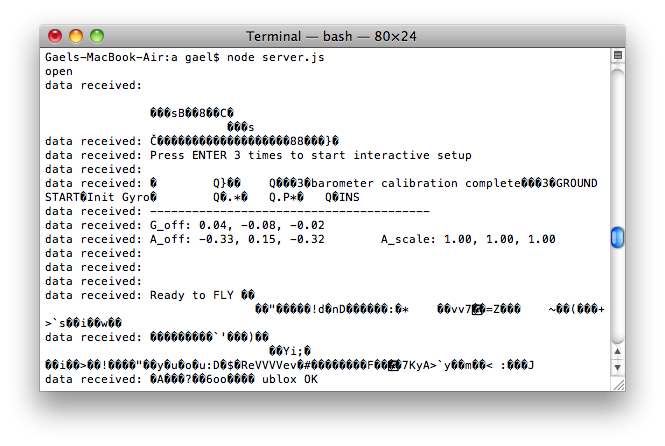 Terminal — bash — 80×24
Gaels-MacBook-Air:a gael$ node server.js
open
data received:
���sB��8��C�
���s
data received: Č�������������������88���}�
data received: Press ENTER 3 times to start interactive setup
data received:
data received: � Q}�� Q���3�barometer calibration complete���3�GROUND
START�Init Gyro� Q�.*� Q.P*� Q�INS
data received: ----------------------------------------
data received: G_off: 0.04, -0.08, -0.02
data received: A_off: -0.33, 0.15, -0.32 A_scale: 1.00, 1.00, 1.00
data received:
data received:
data received:
data received: Ready to FLY ��
��"�����!d�nD������:�* ��vv7�=Z��� ~��(���+
>`s��i��w��
data received: ���������`'���)��
��Yi;�
��i��>��!����"��y�u�o�u:D�$�ReVVVVev�#��������F���7KyA>`y��m��< :���J
data received: �A���?��6oo���� ublox OK